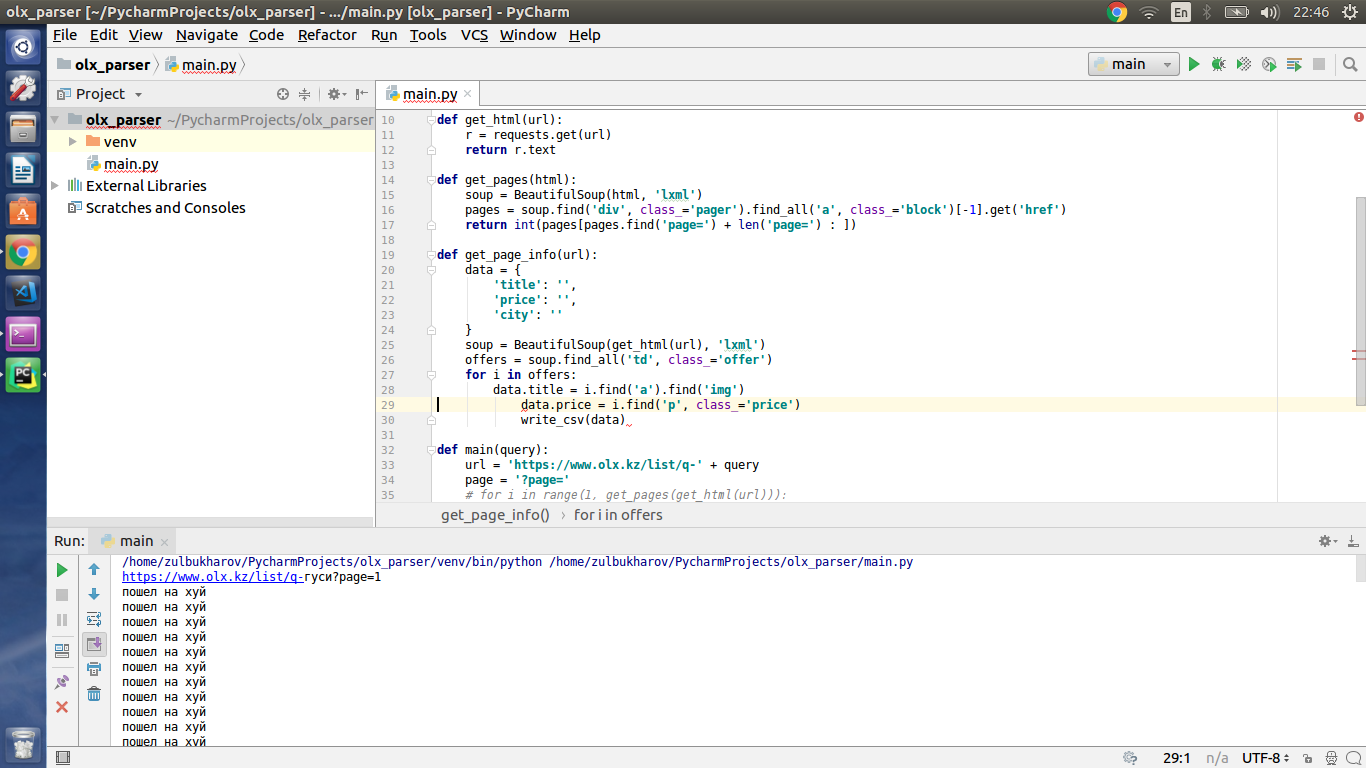 olx_parser [~/PycharmProjects/olx_parser] - .../main.py [olx_parser] - PyCharm
En
22:46
File Edit View Navigate Code Refactor Run Tools VCS Window Help
olx_parser main.py
main
Project
main.py
olx_parser ~/PycharmProjects/olx_parser
venv
main.py
External Libraries
Scratches and Consoles
10 def get_html(url):
11     r = requests.get(url)
12     return r.text
13
14 def get_pages(html):
15     soup = BeautifulSoup(html, 'lxml')
16     pages = soup.find('div', class_='pager').find_all('a', class_='block')[-1].get('href')
17     return int(pages[pages.find('page=') + len('page=') : ])
18
19 def get_page_info(url):
20     data = {
21         'title': '',
22         'price': '',
23         'city': ''
24     }
25     soup = BeautifulSoup(get_html(url), 'lxml')
26     offers = soup.find_all('td', class_='offer')
27     for i in offers:
28         data.title = i.find('a').find('img')
29             data.price = i.find('p', class_='price')
30             write_csv(data)
31
32 def main(query):
33     url = 'https://www.olx.kz/list/q-' + query
34     page = '?page='
35     # for i in range(1, get_pages(get_html(url))):
get_page_info() › for i in offers
Run: main
/home/zulbukharov/PycharmProjects/olx_parser/venv/bin/python /home/zulbukharov/PycharmProjects/olx_parser/main.py
https://www.olx.kz/list/q-гуси?page=1
пошел на хуй
пошел на хуй
пошел на хуй
пошел на хуй
пошел на хуй
пошел на хуй
пошел на хуй
пошел на хуй
пошел на хуй
пошел на хуй
пошел на хуй
29:1 n/a UTF-8
PC